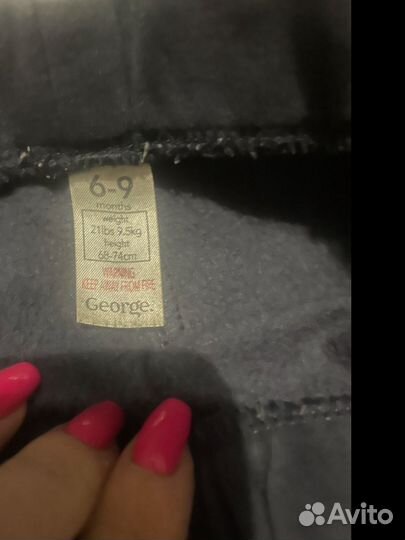 6-9
months
weight
21lbs 9.5kg
height
68-74cm
WARNING
KEEP AWAY FROM FIRE
George.
Avito